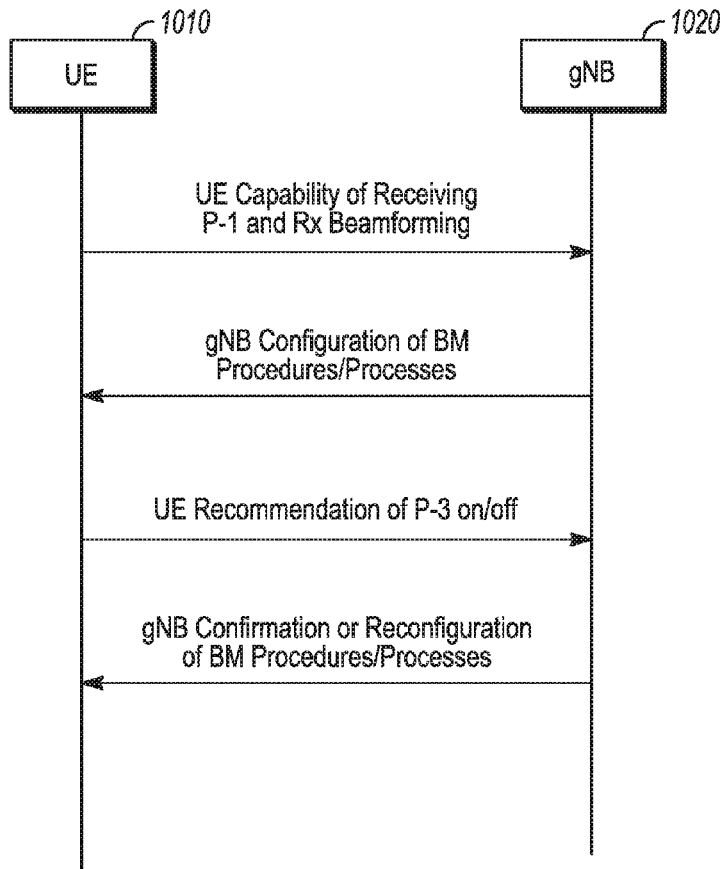 1010
1020
UE
gNB
UE Capability of Receiving
P-1 and Rx Beamforming
gNB Configuration of BM
Procedures/Processes
UE Recommendation of P-3 on/off
gNB Confirmation or Reconfiguration
of BM Procedures/Processes